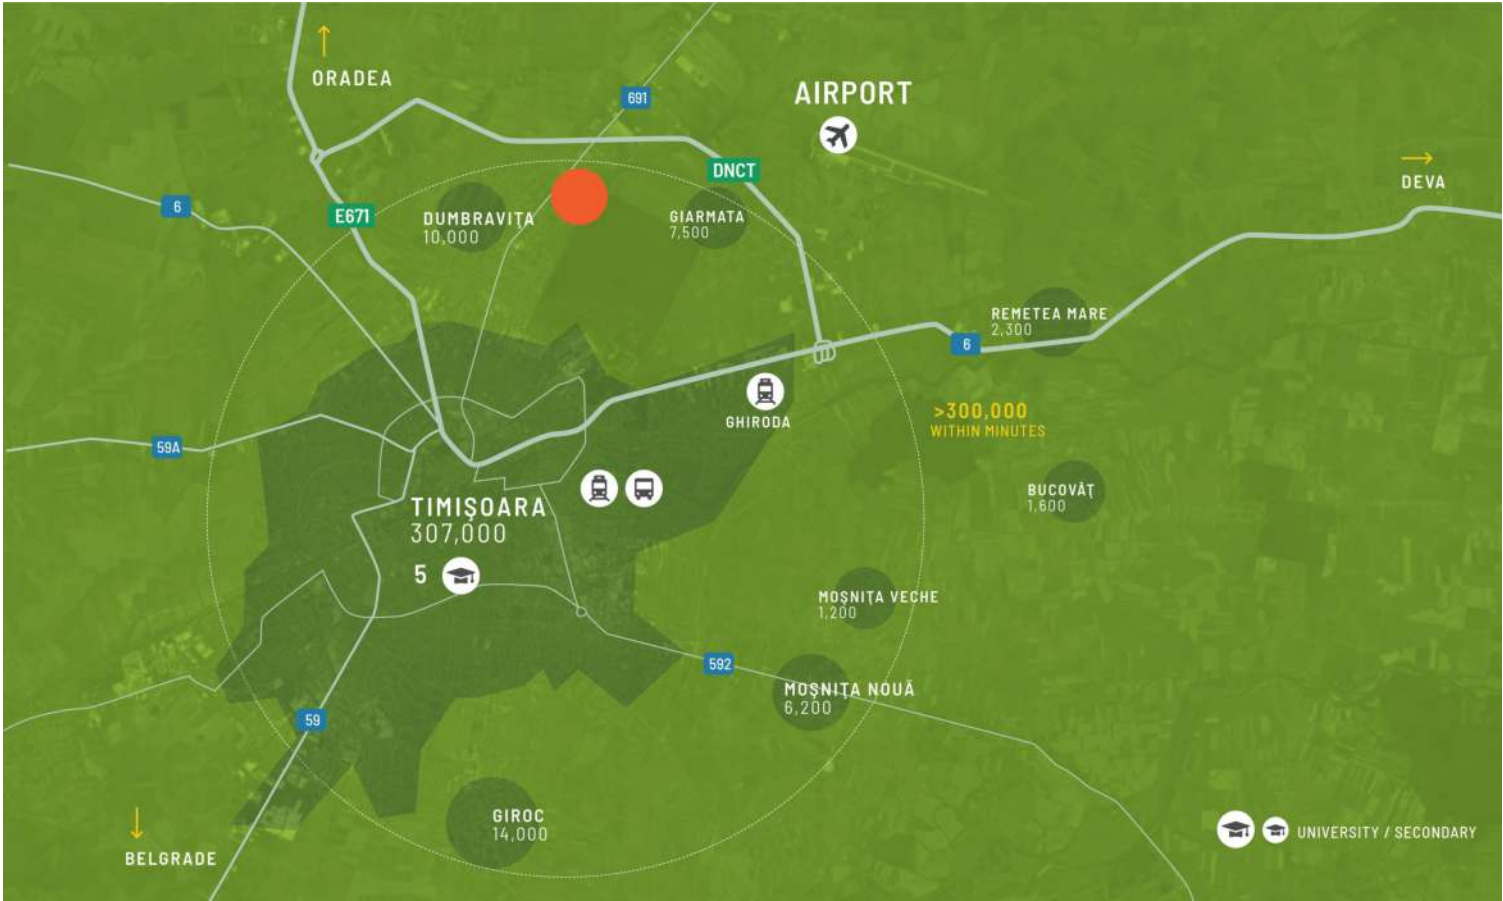 ORADEA
691
AIRPORT
DNCT
DEVA
6
E671
DUMBRAVIȚA
10,000
GIARMATA
7,500
REMETEA MARE
2,300
6
GHIRODA
>300,000
WITHIN MINUTES
59A
BUCOVĂȚ
1,600
TIMIȘOARA
307,000
5
MOȘNIȚA VECHE
1,200
592
MOȘNIȚA NOUĂ
6,200
59
GIROC
14,000
BELGRADE
UNIVERSITY / SECONDARY